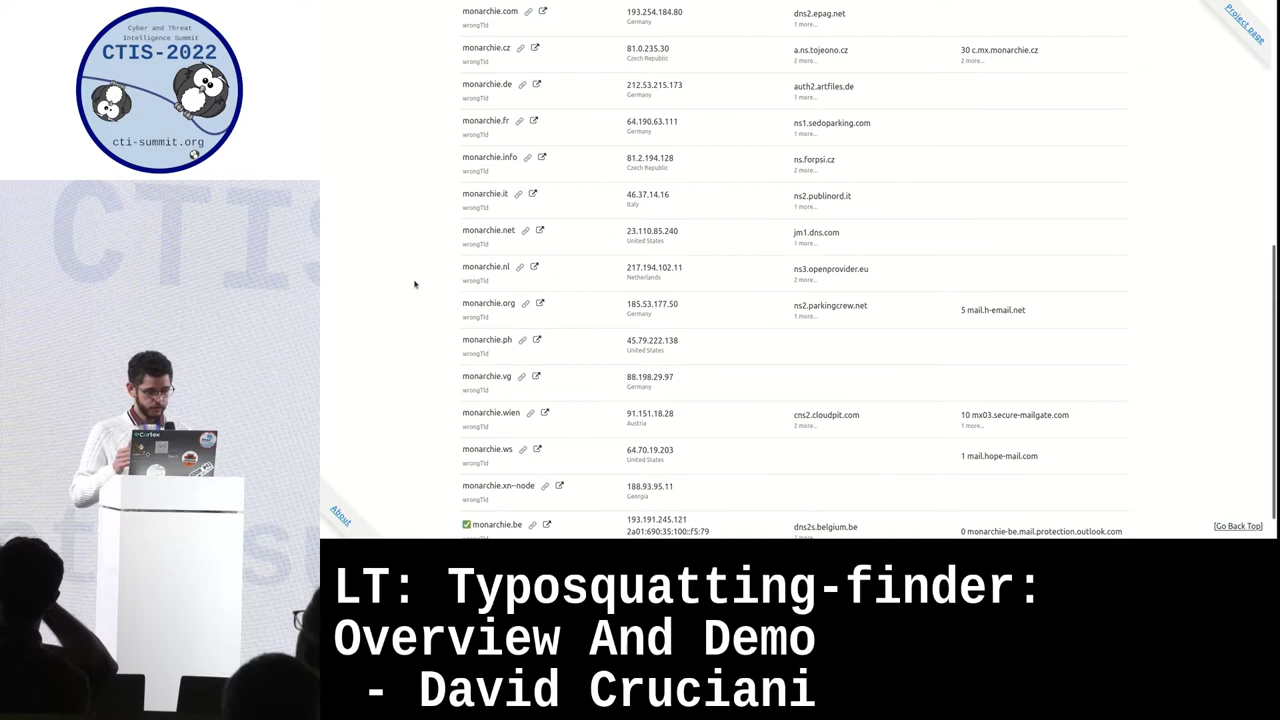 Cyber and Threat
Intelligence Summit
CTIS-2022
cti-summit.org
Project page
monarchie.com
wrongTld
193.254.184.80
Germany
dns2.epag.net
1 more...
monarchie.cz
wrongTld
81.0.235.30
Czech Republic
a.ns.tojeono.cz
2 more...
30 c.mx.monarchie.cz
2 more...
monarchie.de
wrongTld
212.53.215.173
Germany
auth2.artfiles.de
1 more...
monarchie.fr
wrongTld
64.190.63.111
Germany
ns1.sedoparking.com
1 more...
monarchie.info
wrongTld
81.2.194.128
Czech Republic
ns.forpsi.cz
2 more...
monarchie.it
wrongTld
46.37.14.16
Italy
ns2.publinord.it
1 more...
monarchie.net
wrongTld
23.110.85.240
United States
jm1.dns.com
1 more...
monarchie.nl
wrongTld
217.194.102.11
Netherlands
ns3.openprovider.eu
2 more...
monarchie.org
wrongTld
185.53.177.50
Germany
ns2.parkingcrew.net
1 more...
5 mail.h-email.net
monarchie.ph
wrongTld
45.79.222.138
United States
monarchie.vg
wrongTld
88.198.29.97
Germany
monarchie.wien
wrongTld
91.151.18.28
Austria
cns2.cloudpit.com
2 more...
10 mx03.secure-mailgate.com
1 more...
monarchie.ws
wrongTld
64.70.19.203
United States
1 mail.hope-mail.com
monarchie.xn--node
wrongTld
188.93.95.11
Georgia
monarchie.be
193.191.245.121
2a01:690:35:100::f5:79
dns2s.belgium.be
0 monarchie-be.mail.protection.outlook.com
About
[Go Back Top]
CTIS
Cortex
LT: Typosquatting-finder:
Overview And Demo
- David Cruciani